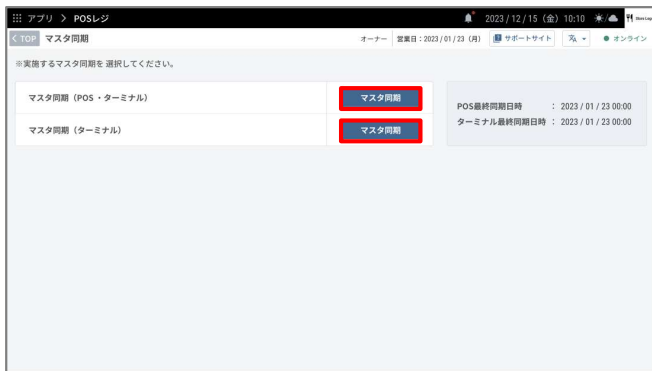 アプリ > POSレジ 2023 / 12 / 15（金）10:10
< TOP マスタ同期 オーナー 営業日：2023 / 01 / 23（月） サポートサイト オンライン
※実施するマスタ同期を 選択してください。
マスタ同期（POS ・ターミナル） マスタ同期
マスタ同期（ターミナル） マスタ同期
POS最終同期日時 ： 2023 / 01 / 23 00:00
ターミナル最終同期日時 ： 2023 / 01 / 23 00:00